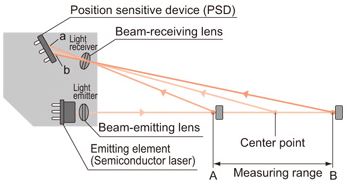 Position sensitive device (PSD)
a
Light
receiver
Beam-receiving lens
b
Light
emitter
Beam-emitting lens
Center point
Emitting element
(Semiconductor laser)
A
Measuring range
B